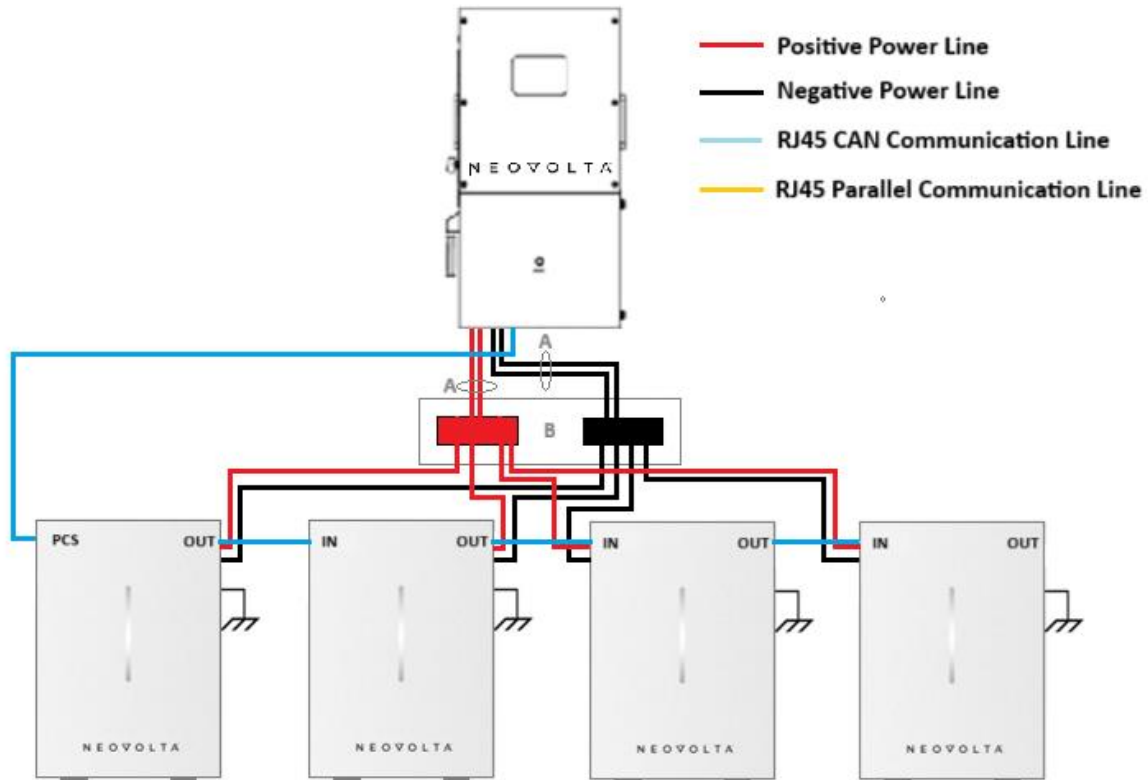 Positive Power Line
Negative Power Line
RJ45 CAN Communication Line
RJ45 Parallel Communication Line
NEOVOLTA
A
A
B
PCS OUT IN OUT IN OUT IN OUT
NEOVOLTA NEOVOLTA NEOVOLTA NEOVOLTA